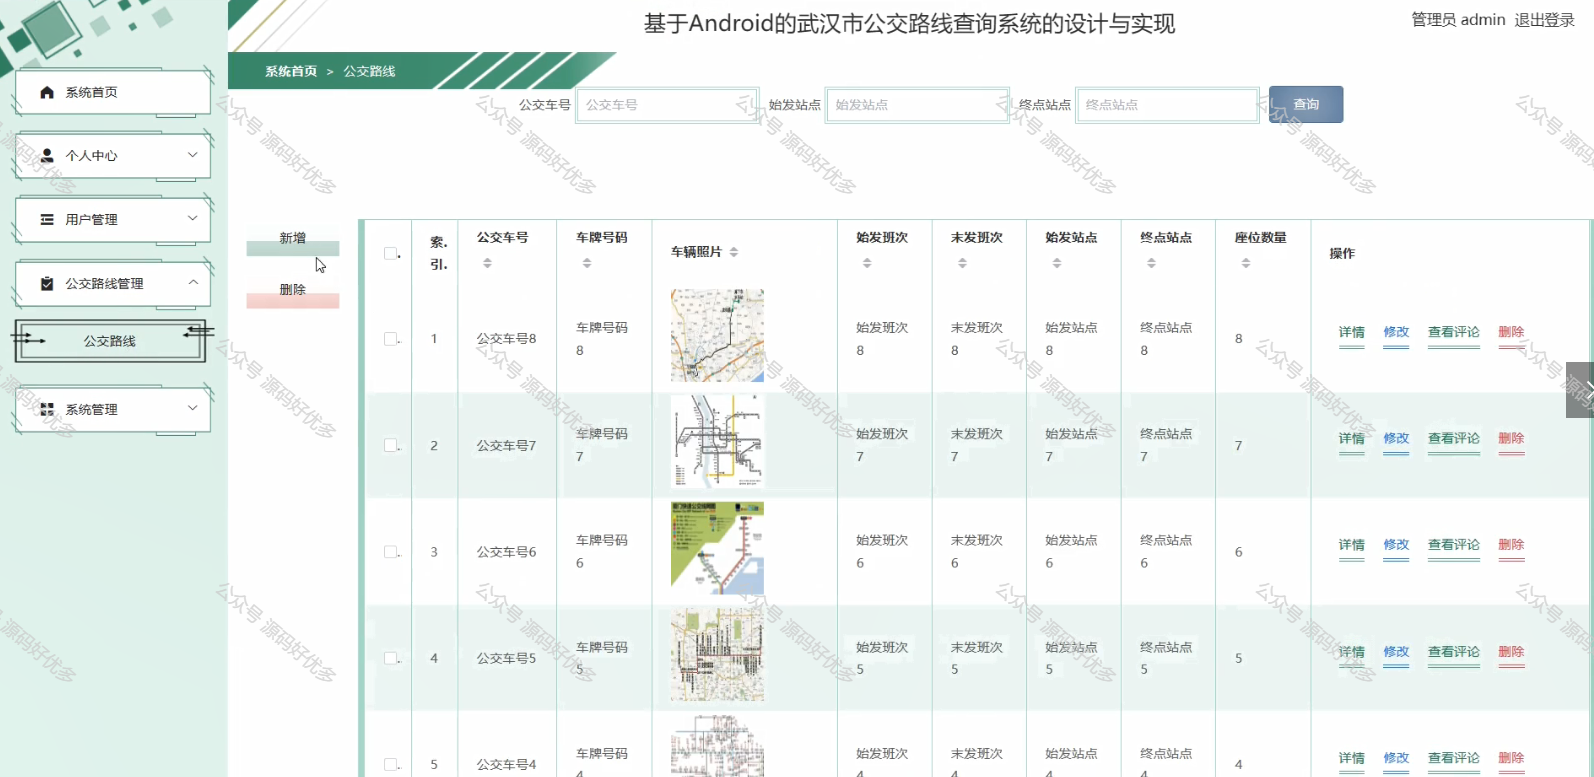 基于Android的武汉市公交路线查询系统的设计与实现
管理员 admin 退出登录
系统首页 > 公交路线
系统首页
个人中心
用户管理
公交路线管理
公交路线
系统管理
公交车号 公交车号 始发站点 始发站点 终点站点 终点站点 查询
新增
删除
索.引. 公交车号 车牌号码 车辆照片 始发班次 末发班次 始发站点 终点站点 座位数量 操作
1 公交车号8 车牌号码8 始发班次8 末发班次8 始发站点8 终点站点8 8 详情 修改 查看评论 删除
2 公交车号7 车牌号码7 始发班次7 末发班次7 始发站点7 终点站点7 7 详情 修改 查看评论 删除
3 公交车号6 车牌号码6 始发班次6 末发班次6 始发站点6 终点站点6 6 详情 修改 查看评论 删除
4 公交车号5 车牌号码5 始发班次5 末发班次5 始发站点5 终点站点5 5 详情 修改 查看评论 删除
5 公交车号4 车牌号码4 始发班次4 末发班次4 始发站点4 终点站点4 4 详情 修改 查看评论 删除
公众号 源码好优多